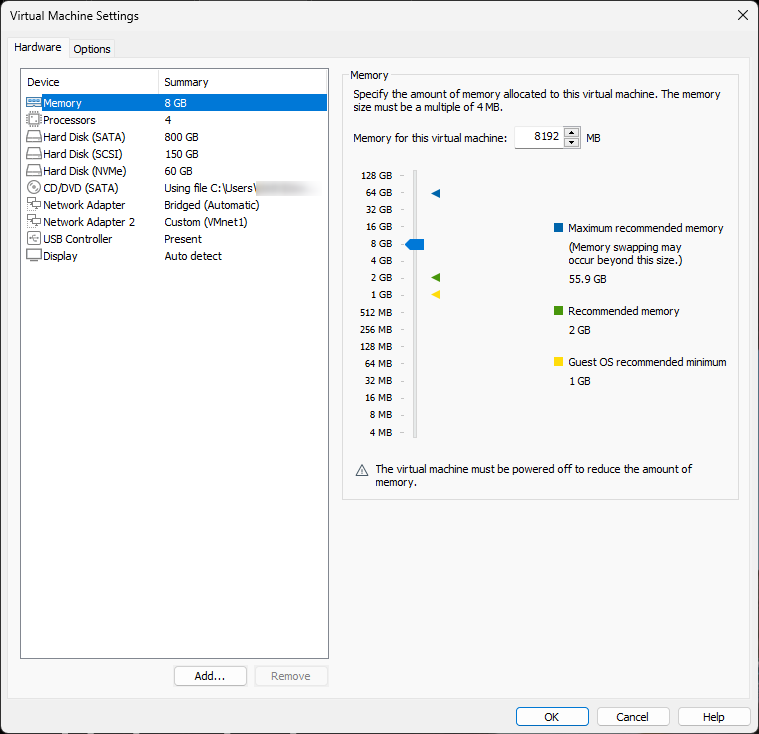 Virtual Machine Settings
Hardware
Options
Device Summary
Memory 8 GB
Processors 4
Hard Disk (SATA) 800 GB
Hard Disk (SCSI) 150 GB
Hard Disk (NVMe) 60 GB
CD/DVD (SATA) Using file C:\Users\
Network Adapter Bridged (Automatic)
Network Adapter 2 Custom (VMnet1)
USB Controller Present
Display Auto detect
Add...
Remove
Memory
Specify the amount of memory allocated to this virtual machine. The memory
size must be a multiple of 4 MB.
Memory for this virtual machine: 8192 MB
128 GB
64 GB
32 GB
16 GB
8 GB
4 GB
2 GB
1 GB
512 MB
256 MB
128 MB
64 MB
32 MB
16 MB
8 MB
4 MB
Maximum recommended memory
(Memory swapping may
occur beyond this size.)
55.9 GB
Recommended memory
2 GB
Guest OS recommended minimum
1 GB
The virtual machine must be powered off to reduce the amount of
memory.
OK
Cancel
Help